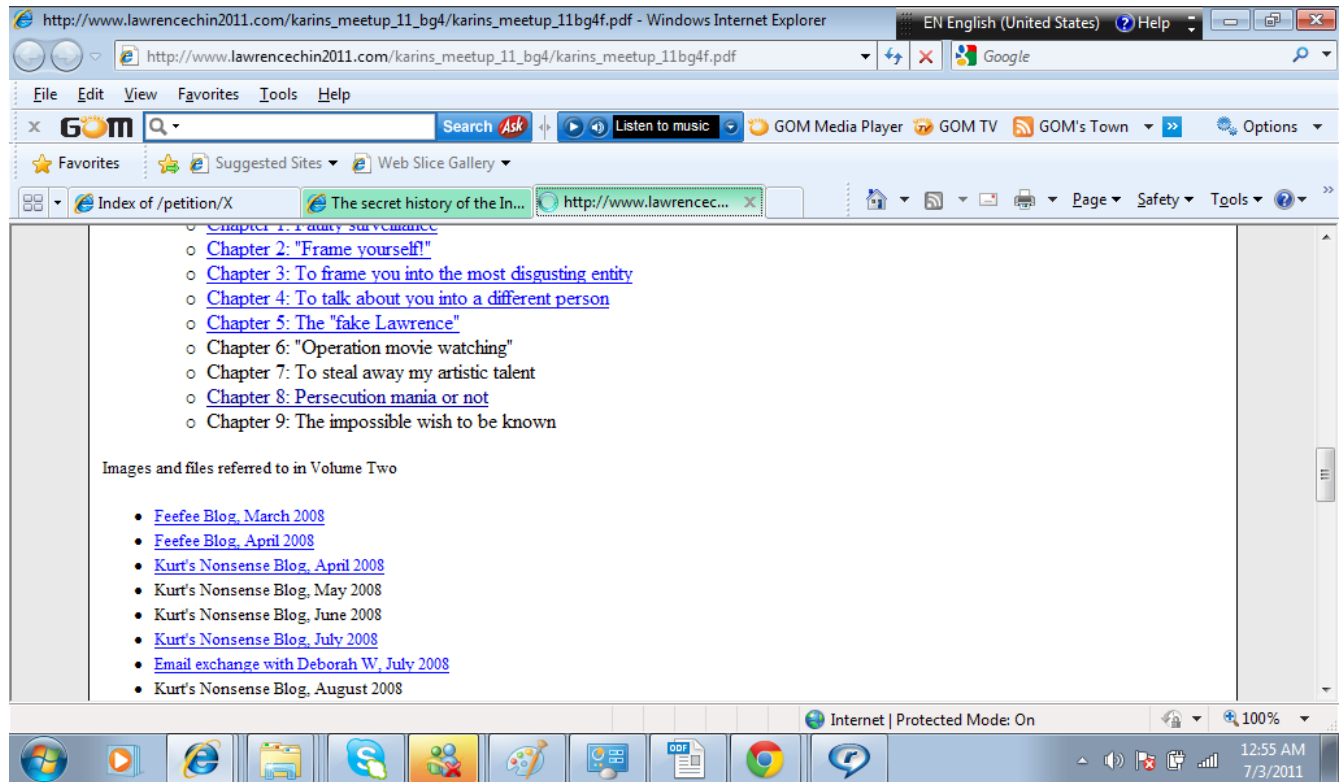 http://www.lawrencechin2011.com/karins_meetup_11_bg4/karins_meetup_11bg4f.pdf - Windows Internet Explorer
EN English (United States) Help
http://www.lawrencechin2011.com/karins_meetup_11_bg4/karins_meetup_11bg4f.pdf Google
File Edit View Favorites Tools Help
x GOM Search Ask Listen to music GOM Media Player GOM TV GOM's Town Options
Favorites Suggested Sites Web Slice Gallery
Index of /petition/X The secret history of the In... http://www.lawrencec... x Page Safety Tools
Chapter 1: Faulty surveillance
Chapter 2: "Frame yourself!"
Chapter 3: To frame you into the most disgusting entity
Chapter 4: To talk about you into a different person
Chapter 5: The "fake Lawrence"
Chapter 6: "Operation movie watching"
Chapter 7: To steal away my artistic talent
Chapter 8: Persecution mania or not
Chapter 9: The impossible wish to be known
Images and files referred to in Volume Two
Feefee Blog, March 2008
Feefee Blog, April 2008
Kurt's Nonsense Blog, April 2008
Kurt's Nonsense Blog, May 2008
Kurt's Nonsense Blog, June 2008
Kurt's Nonsense Blog, July 2008
Email exchange with Deborah W, July 2008
Kurt's Nonsense Blog, August 2008
Internet | Protected Mode: On 100%
ODF
12:55 AM
7/3/2011